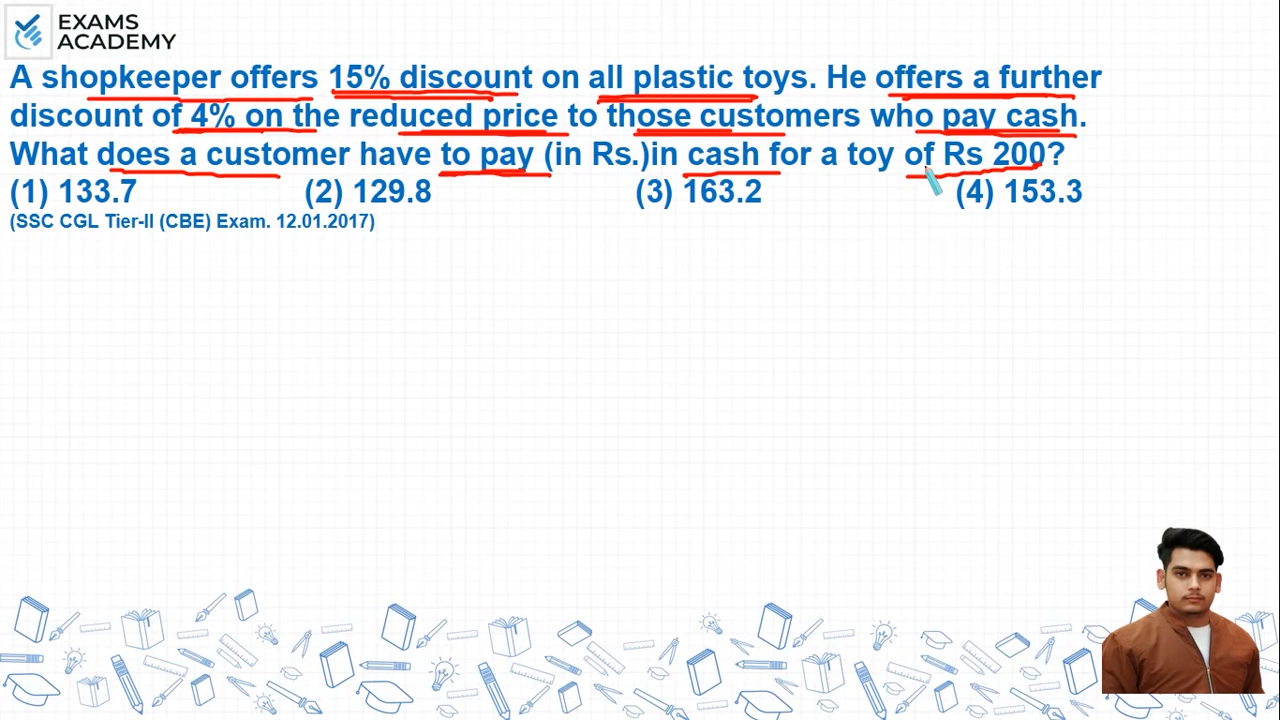 EXAMS
ACADEMY
A shopkeeper offers 15% discount on all plastic toys. He offers a further
discount of 4% on the reduced price to those customers who pay cash.
What does a customer have to pay (in Rs.)in cash for a toy of Rs 200?
(1) 133.7 (2) 129.8 (3) 163.2 (4) 153.3
(SSC CGL Tier-II (CBE) Exam. 12.01.2017)